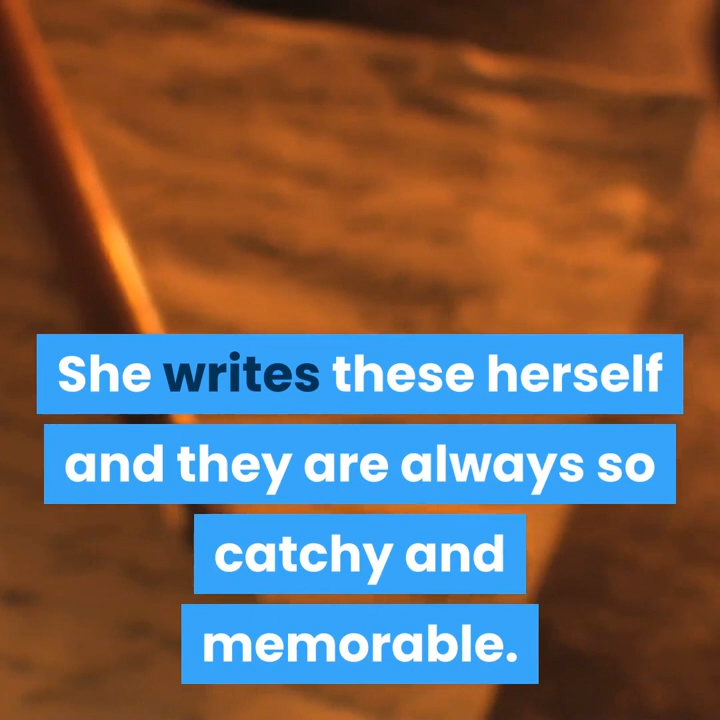 She writes these herself
and they are always so
catchy and
memorable.